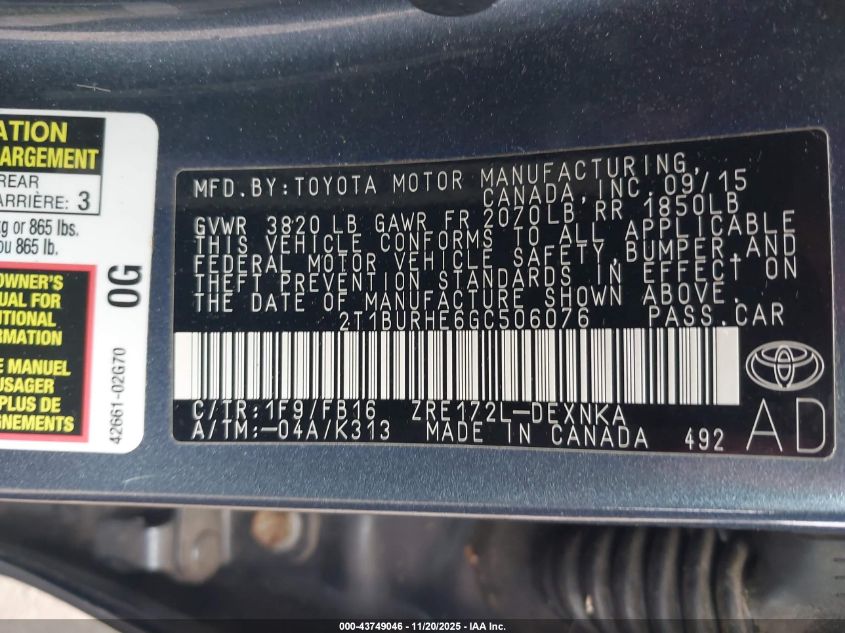 ATION
ARGEMENT
REAR
ARRIÈRE: 3
kg or 865 lbs.
ou 865 lb.
OWNER'S
UAL FOR
ITIONAL
RMATION
E MANUEL
USAGER
PLUS DE
GNEMENTS
0G
42661-02G70
MFD. BY: TOYOTA MOTOR MANUFACTURING,
CANADA, INC. 09/15
GVWR 3820 LB GAWR FR 2070LB, RR 1850LB
THIS VEHICLE CONFORMS TO ALL APPLICABLE
FEDERAL MOTOR VEHICLE SAFETY, BUMPER, AND
THEFT PREVENTION STANDARDS IN EFFECT ON
THE DATE OF MANUFACTURE SHOWN ABOVE.
2T1BURHE6GC506076 PASS. CAR
C/TR: 1F9/FB16 ZRE172L-DEXNKA
A/TM: -04A/K313 MADE IN CANADA 492
AD
000-43749046 - 11/20/2025 - IAA Inc.